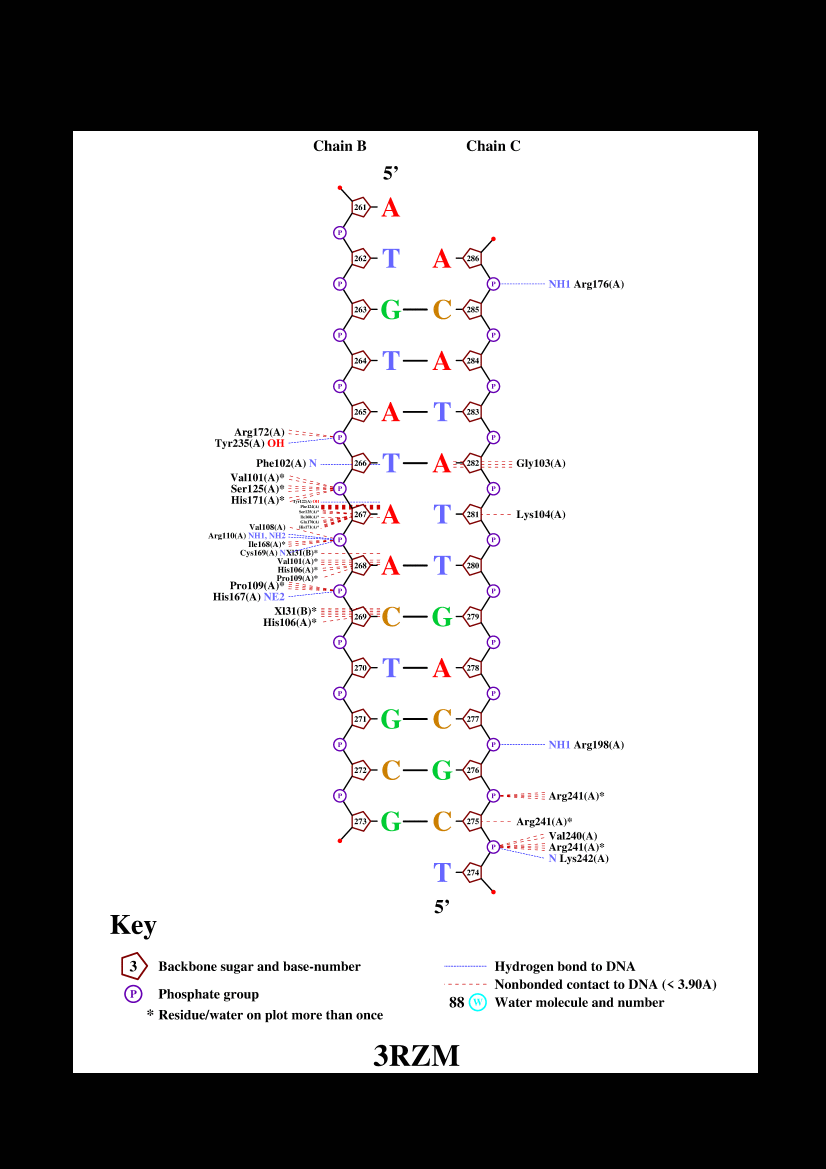 Chain B Chain C
5’
261 A
P
262 T A 286
P P NH1 Arg176(A)
263 G C 285
P P
264 T A 284
P P
265 A T 283
Arg172(A) P P
Tyr235(A) OH
Phe102(A) N 266 T A 282 Gly103(A)
Val101(A)*
Ser125(A)* P P
His171(A)*
267 A T 281 Lys104(A)
Val108(A)
Arg110(A) NH1, NH2 P P
Ile168(A)*
Cys169(A) N XI31(B)*
Val101(A)* 268 A T 280
His106(A)*
Pro109(A)*
Pro109(A)* P P
His167(A) NE2
XI31(B)* 269 C G 279
His106(A)*
P P
270 T A 278
P P
271 G C 277
P P NH1 Arg198(A)
272 C G 276
P P Arg241(A)*
273 G C 275 Arg241(A)*
Val240(A)
P Arg241(A)*
N Lys242(A)
T 274
5’
Key
3 Backbone sugar and base-number
P Phosphate group
* Residue/water on plot more than once
Hydrogen bond to DNA
Nonbonded contact to DNA (< 3.90A)
88 W Water molecule and number
3RZM